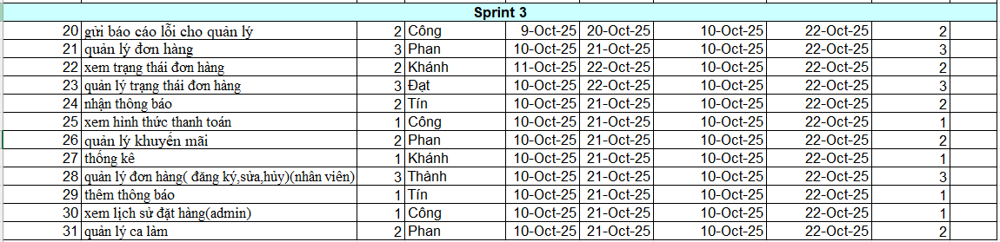 Sprint 3
20 gửi báo cáo lỗi cho quản lý 2 Công 9-Oct-25 20-Oct-25 10-Oct-25 22-Oct-25 2
21 quản lý đơn hàng 3 Phan 10-Oct-25 21-Oct-25 10-Oct-25 22-Oct-25 3
22 xem trạng thái đơn hàng 2 Khánh 11-Oct-25 22-Oct-25 10-Oct-25 22-Oct-25 2
23 quản lý trạng thái đơn hàng 3 Đạt 10-Oct-25 22-Oct-25 10-Oct-25 22-Oct-25 3
24 nhận thông báo 2 Tín 10-Oct-25 21-Oct-25 10-Oct-25 22-Oct-25 2
25 xem hình thức thanh toán 1 Công 10-Oct-25 21-Oct-25 10-Oct-25 22-Oct-25 1
26 quản lý khuyến mãi 2 Phan 10-Oct-25 21-Oct-25 10-Oct-25 22-Oct-25 2
27 thống kê 1 Khánh 10-Oct-25 21-Oct-25 10-Oct-25 22-Oct-25 1
28 quản lý đơn hàng( đăng ký,sửa,hủy)(nhân viên) 3 Thành 10-Oct-25 21-Oct-25 10-Oct-25 22-Oct-25 3
29 thêm thông báo 1 Tín 10-Oct-25 21-Oct-25 10-Oct-25 22-Oct-25 1
30 xem lịch sử đặt hàng(admin) 1 Công 10-Oct-25 21-Oct-25 10-Oct-25 22-Oct-25 1
31 quản lý ca làm 2 Phan 10-Oct-25 21-Oct-25 10-Oct-25 22-Oct-25 2